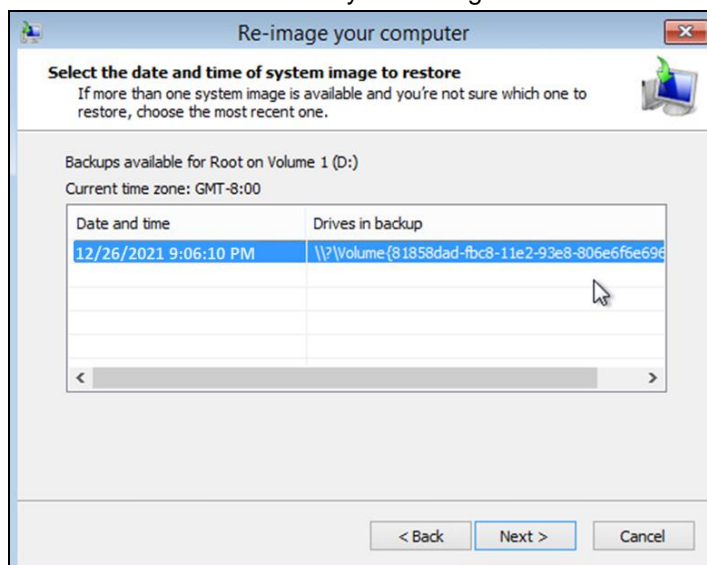 Re-image your computer
Select the date and time of system image to restore
If more than one system image is available and you're not sure which one to
restore, choose the most recent one.
Backups available for Root on Volume 1 (D:)
Current time zone: GMT-8:00
Date and time Drives in backup
12/26/2021 9:06:10 PM \\?\Volume{81858dad-fbc8-11e2-93e8-806e6f6e696
< Back Next > Cancel